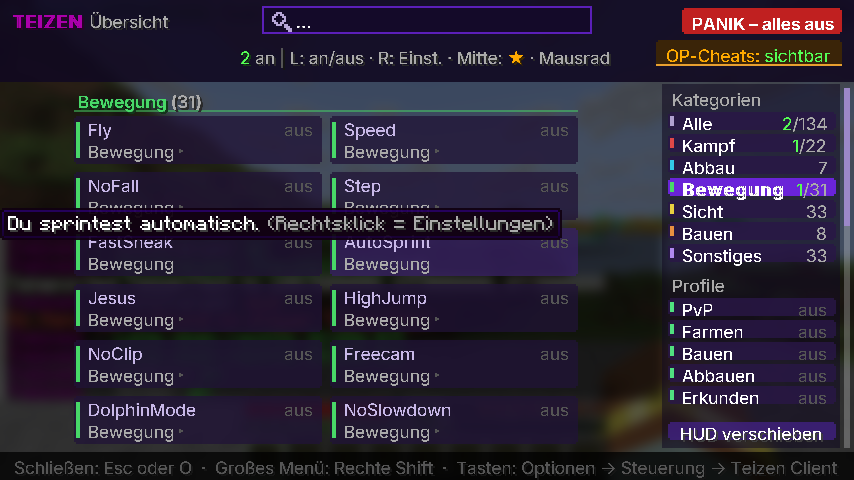 TEIZEN Übersicht
...
PANIK – alles aus
2 an | L: an/aus · R: Einst. · Mitte: ★ · Mausrad
OP-Cheats: sichtbar
Bewegung (31)
Fly aus
Bewegung
Speed aus
Bewegung
NoFall aus
Bewegung
Step aus
Du sprintest automatisch. (Rechtsklick = Einstellungen)
FastSneak aus
Bewegung
AutoSprint aus
Bewegung
Jesus aus
Bewegung
HighJump aus
Bewegung
NoClip aus
Bewegung
Freecam aus
Bewegung
DolphinMode aus
Bewegung
NoSlowdown aus
Bewegung
Kategorien
Alle 2/134
Kampf 1/22
Abbau 7
Bewegung 1/31
Sicht 33
Bauen 8
Sonstiges 33
Profile
PvP aus
Farmen aus
Bauen aus
Abbauen aus
Erkunden aus
HUD verschieben
Schließen: Esc oder O · Großes Menü: Rechte Shift · Tasten: Optionen → Steuerung → Teizen Client